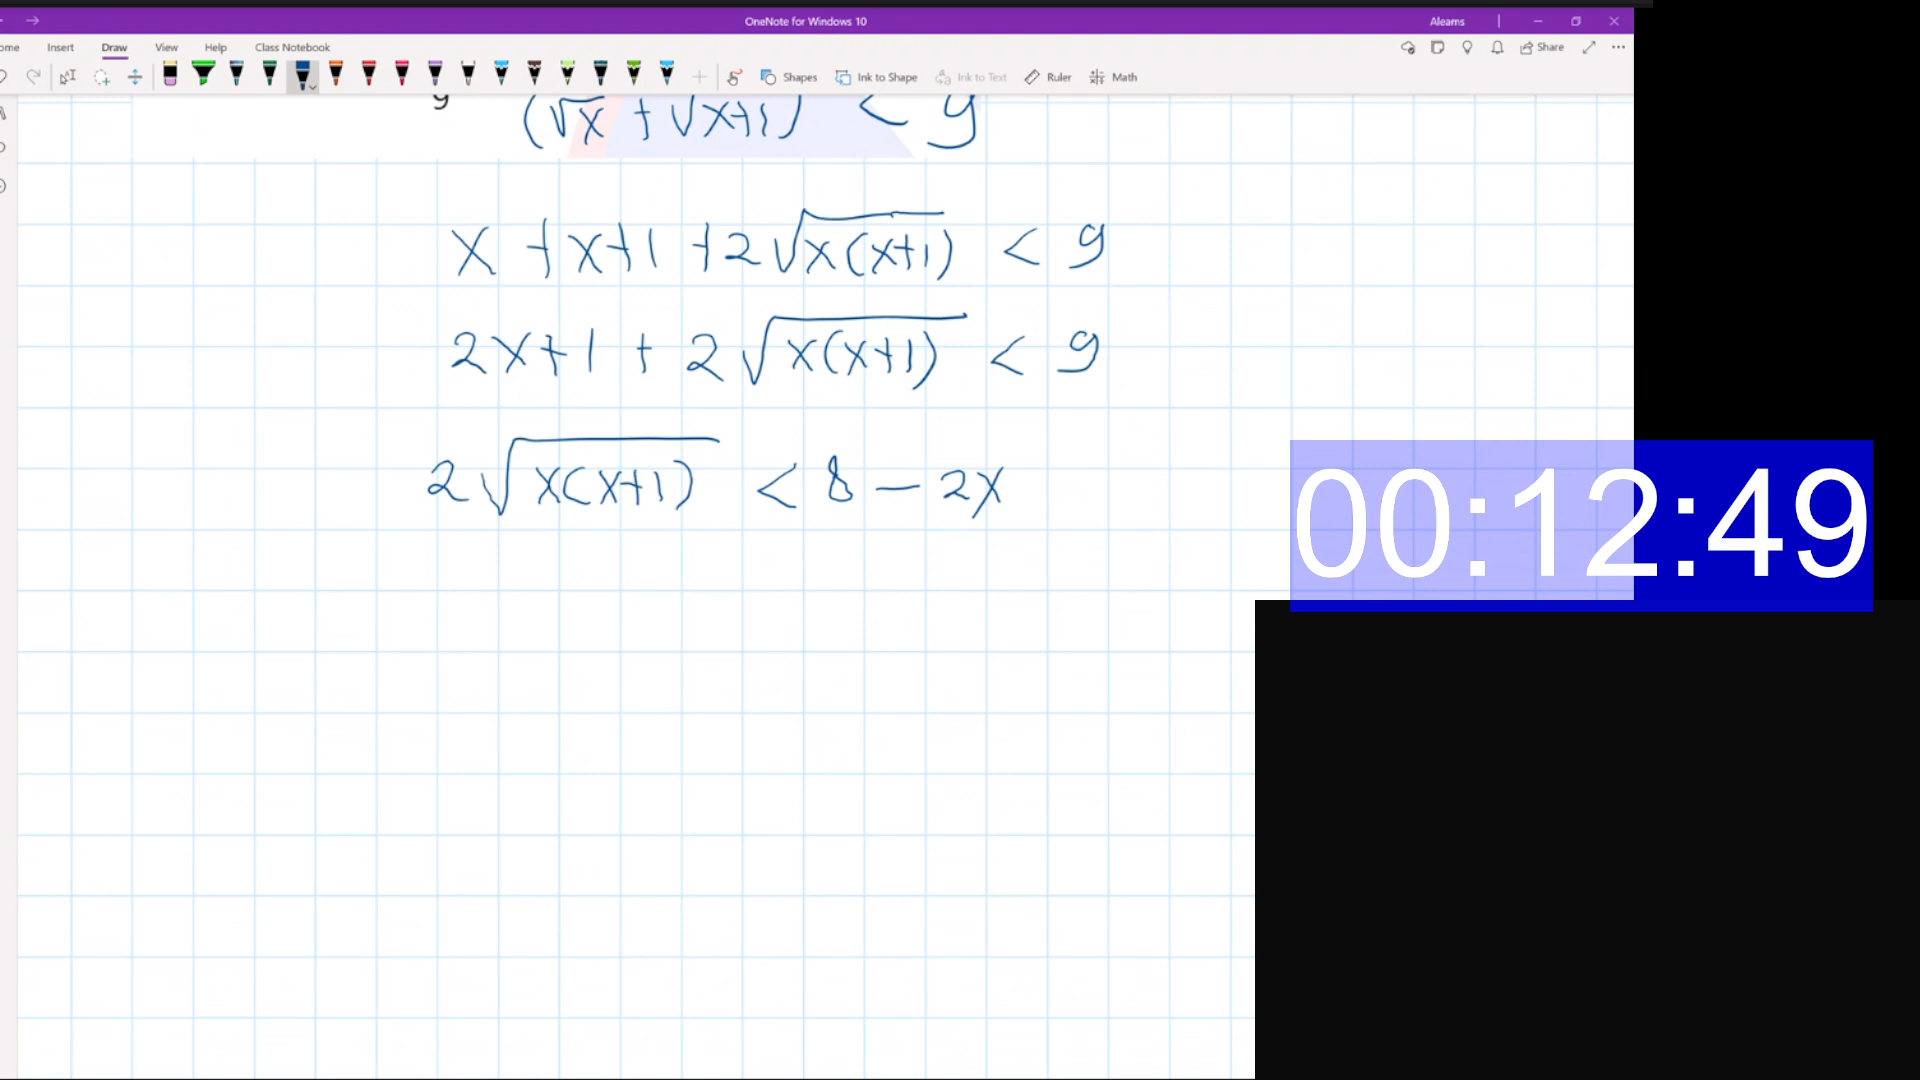 OneNote for Windows 10 Aleams
ome Insert Draw View Help Class Notebook Share
Shapes Ink to Shape Ink to Text Ruler Math
(√x + √x+1) < 9
x + x+1 + 2√x(x+1) < 9
2x+1 + 2√x(x+1) < 9
2√x(x+1) < 8 - 2x
00:12:49